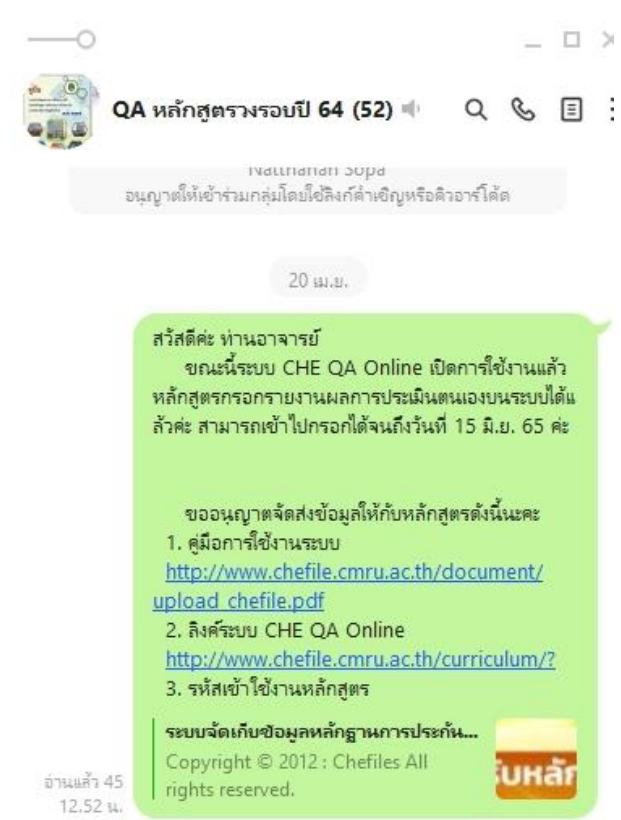 QA หลักสูตรวงรอบปี 64 (52)
Natthanan Sopa
อนุญาตให้เข้าร่วมกลุ่มโดยใช้ลิงก์คำเชิญหรือคิวอาร์โค้ด
20 เม.ย.
สวัสดีค่ะ ท่านอาจารย์
ขณะนี้ระบบ CHE QA Online เปิดการใช้งานแล้ว
หลักสูตรกรอกรายงานผลการประเมินตนเองบนระบบได้แ
ล้วค่ะ สามารถเข้าไปกรอกได้จนถึงวันที่ 15 มิ.ย. 65 ค่ะ
ขออนุญาตจัดส่งข้อมูลให้กับหลักสูตรดังนี้นะคะ
1. คู่มือการใช้งานระบบ
http://www.chefile.cmru.ac.th/document/
upload_chefile.pdf
2. ลิงค์ระบบ CHE QA Online
http://www.chefile.cmru.ac.th/curriculum/?
3. รหัสเข้าใช้งานหลักสูตร
ระบบจัดเก็บข้อมูลหลักฐานการประกัน...
Copyright © 2012 : Chefiles All
rights reserved.
อ่านแล้ว 45
12.52 น.